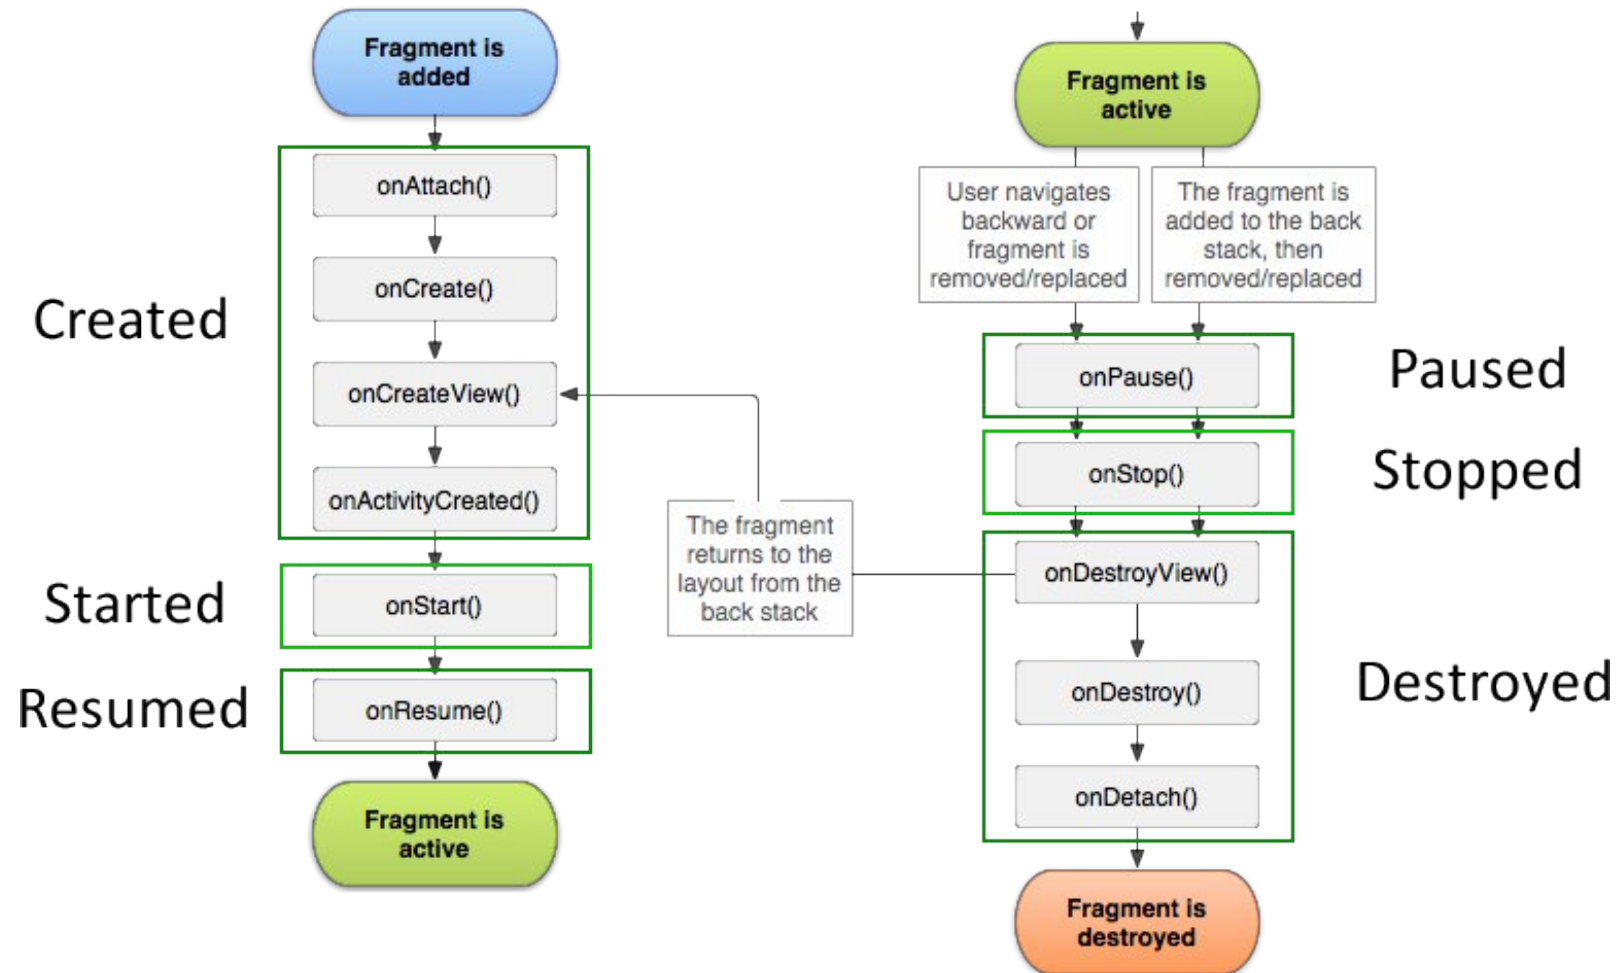 Fragment is
added
onAttach()
onCreate()
Created
onCreateView()
onActivityCreated()
Started
onStart()
Resumed
onResume()
Fragment is
active
The fragment
returns to the
layout from the
back stack
Fragment is
active
User navigates
backward or
fragment is
removed/replaced
The fragment is
added to the back
stack, then
removed/replaced
onPause()
Paused
onStop()
Stopped
onDestroyView()
onDestroy()
Destroyed
onDetach()
Fragment is
destroyed